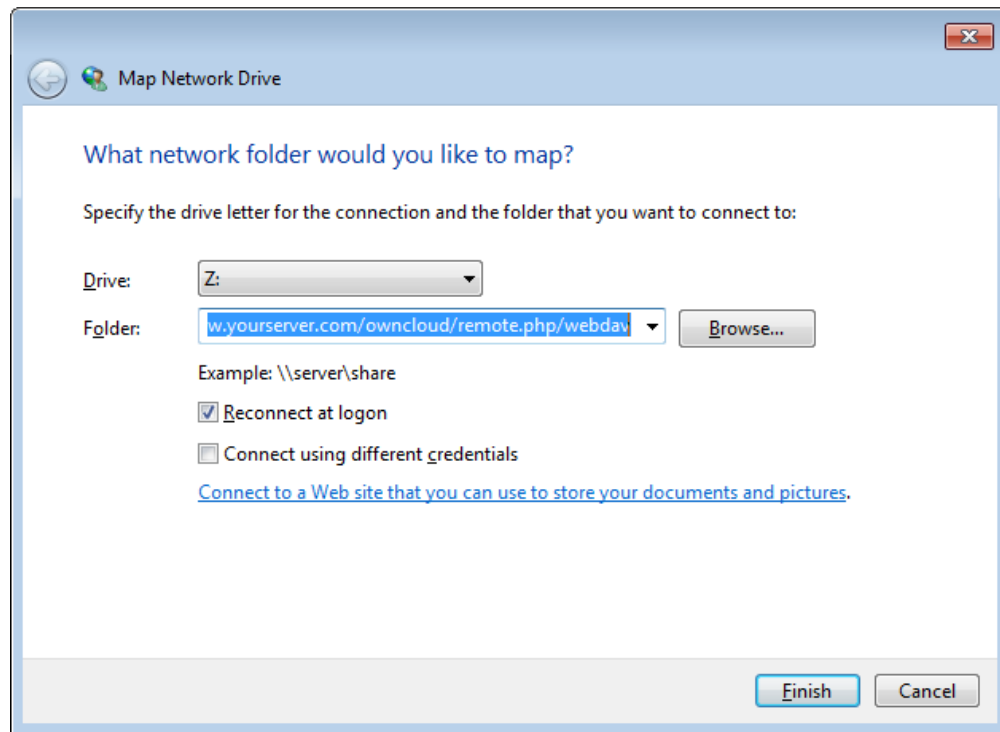 Map Network Drive
What network folder would you like to map?
Specify the drive letter for the connection and the folder that you want to connect to:
Drive: Z:
Folder: w.yourserver.com/owncloud/remote.php/webdav Browse...
Example: \\server\share
Reconnect at logon
Connect using different credentials
Connect to a Web site that you can use to store your documents and pictures.
Finish Cancel